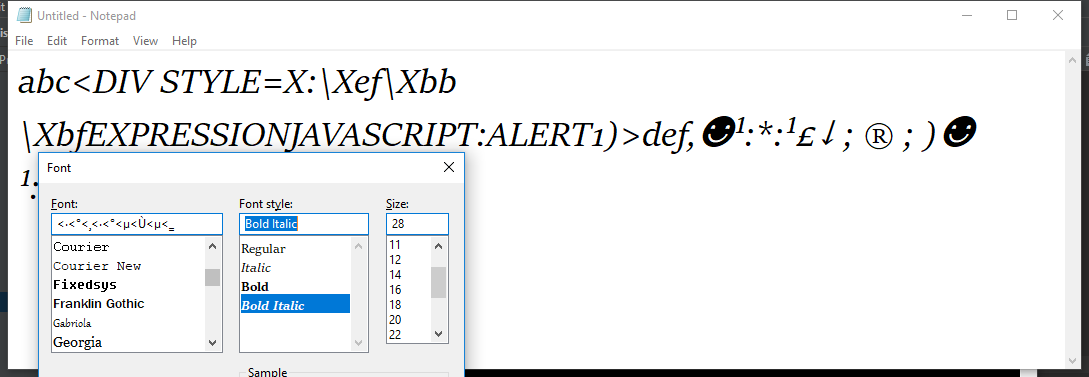 Untitled - Notepad
File Edit Format View Help
abc<DIV STYLE=X:\Xef\Xbb
\XbfEXPRESSIONJAVASCRIPT:ALERT1)>def,☻¹:*:¹£↓; ® ; )☻
¹:
Font
Font: Font style: Size:
<·<°<¸<·<°<µ<Ù<µ<‗ Bold Italic 28
Courier Regular 11
Courier New Italic 12
Fixedsys Bold 14
Franklin Gothic Bold Italic 16
Gabriola 18
Georgia 20
22
Sample